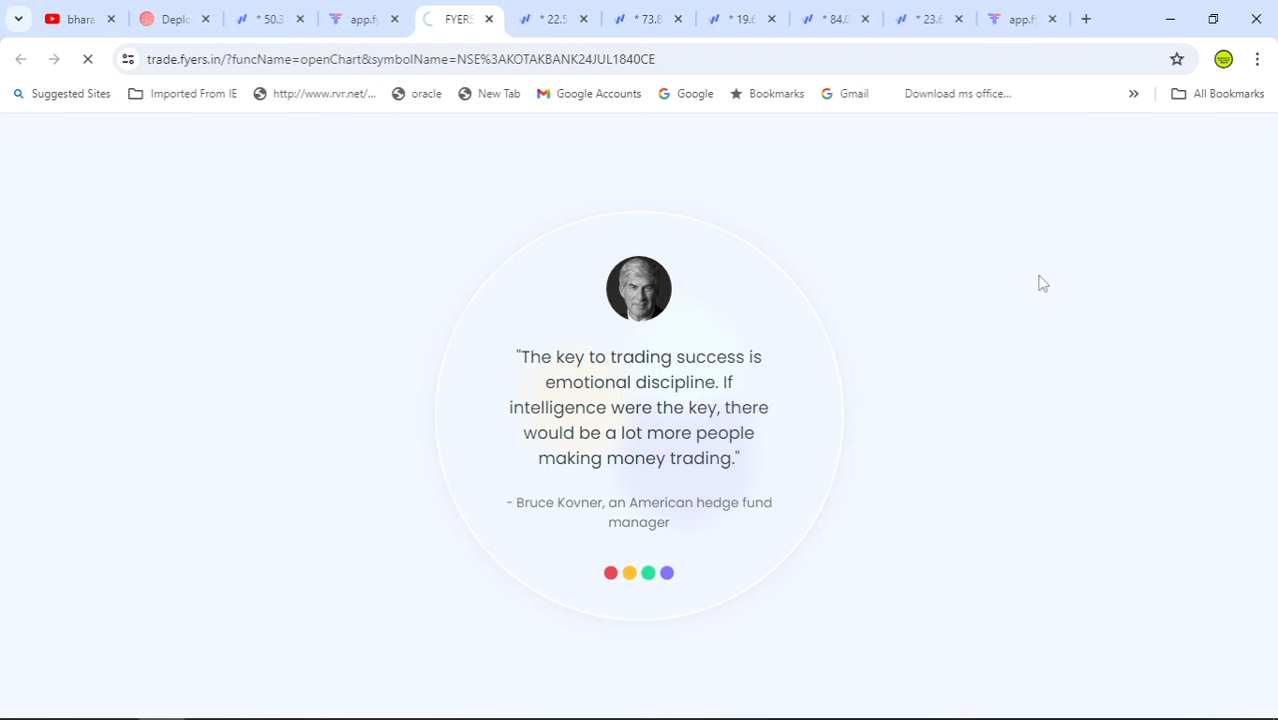 bhara
Deplo
* 50.3
app.fy
FYERS
* 22.5
* 73.8
* 19.6
* 84.0
* 23.6
app.fy
trade.fyers.in/?funcName=openChart&symbolName=NSE%3AKOTAKBANK24JUL1840CE
Suggested Sites
Imported From IE
http://www.rvr.net/...
oracle
New Tab
Google Accounts
Google
Bookmarks
Gmail
Download ms office...
All Bookmarks
"The key to trading success is
emotional discipline. If
intelligence were the key, there
would be a lot more people
making money trading."
- Bruce Kovner, an American hedge fund
manager